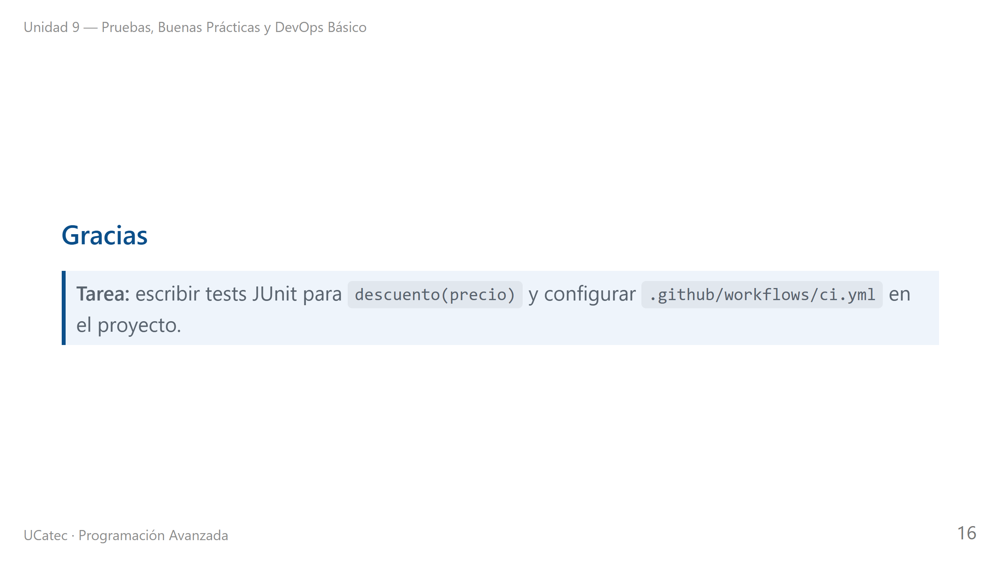 Unidad 9 — Pruebas, Buenas Prácticas y DevOps Básico
Gracias
Tarea: escribir tests JUnit para descuento(precio) y configurar .github/workflows/ci.yml en
el proyecto.
UCatec · Programación Avanzada
16